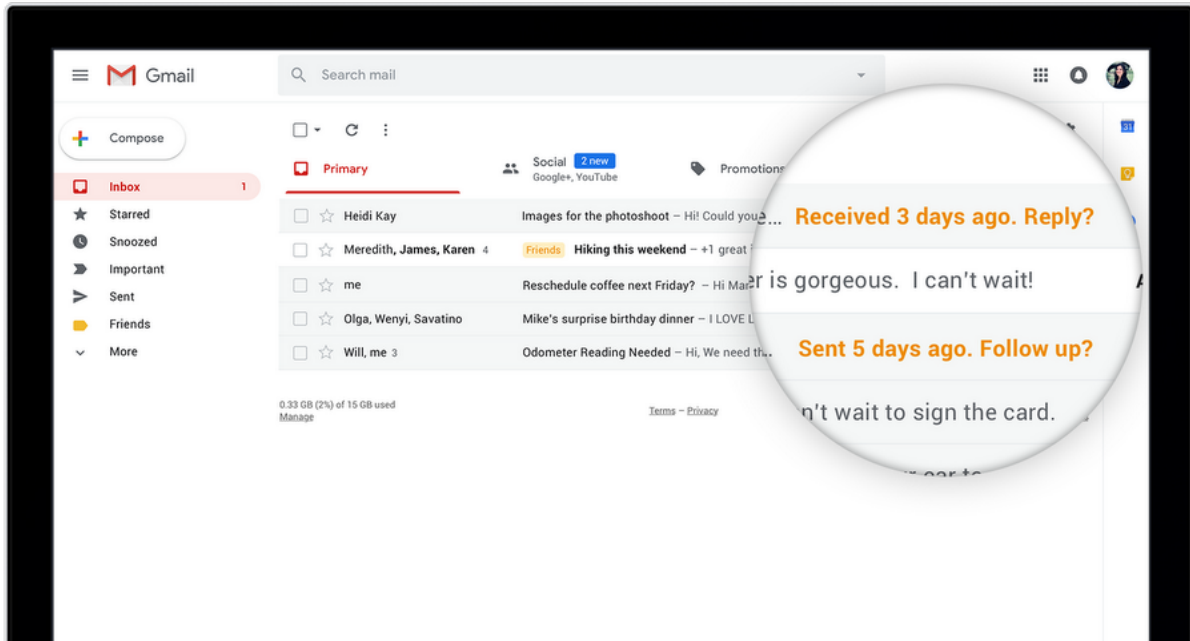 Gmail
Search mail
Compose
31
Primary
Social 2 new
Google+, YouTube
Promotions
Inbox 1
Starred
Snoozed
Important
Sent
Friends
More
Heidi Kay Images for the photoshoot – Hi! Could you... Received 3 days ago. Reply?
Meredith, James, Karen 4 Friends Hiking this weekend – +1 great is gorgeous. I can't wait!
me Reschedule coffee next Friday? – Hi Sent 5 days ago. Follow up?
Olga, Wenyi, Savatino Mike's surprise birthday dinner – I LOVE wait to sign the card.
Will, me 3 Odometer Reading Needed – Hi, We need
0.33 GB (2%) of 15 GB used
Manage
Terms – Privacy